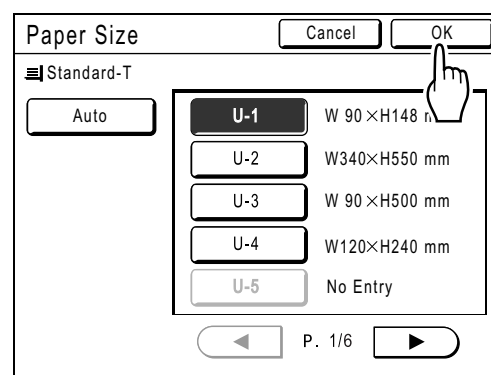 Paper Size Cancel OK
Standard-T
Auto
U-1 W 90×H148
U-2 W340×H550 mm
U-3 W 90×H500 mm
U-4 W120×H240 mm
U-5 No Entry
P. 1/6